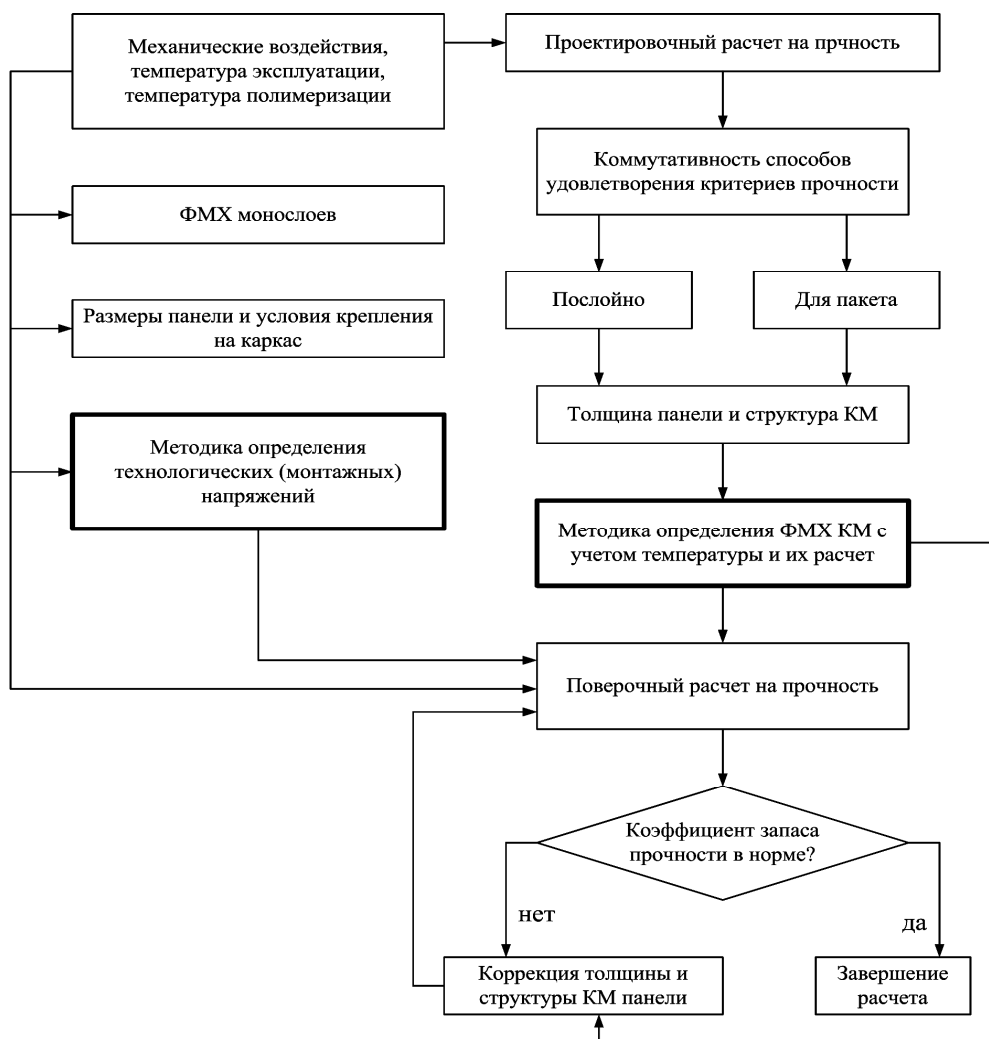 Механические воздействия,
температура эксплуатации,
температура полимеризации
Проектировочный расчет на прчность
Коммутативность способов
удовлетворения критериев прочности
ФМХ монослоев
Послойно
Для пакета
Размеры панели и условия крепления
на каркас
Толщина панели и структура КМ
Методика определения
технологических (монтажных)
напряжений
Методика определения ФМХ КМ с
учетом температуры и их расчет
Поверочный расчет на прочность
Коэффициент запаса
прочности в норме?
нет
да
Коррекция толщины и
структуры КМ панели
Завершение
расчета